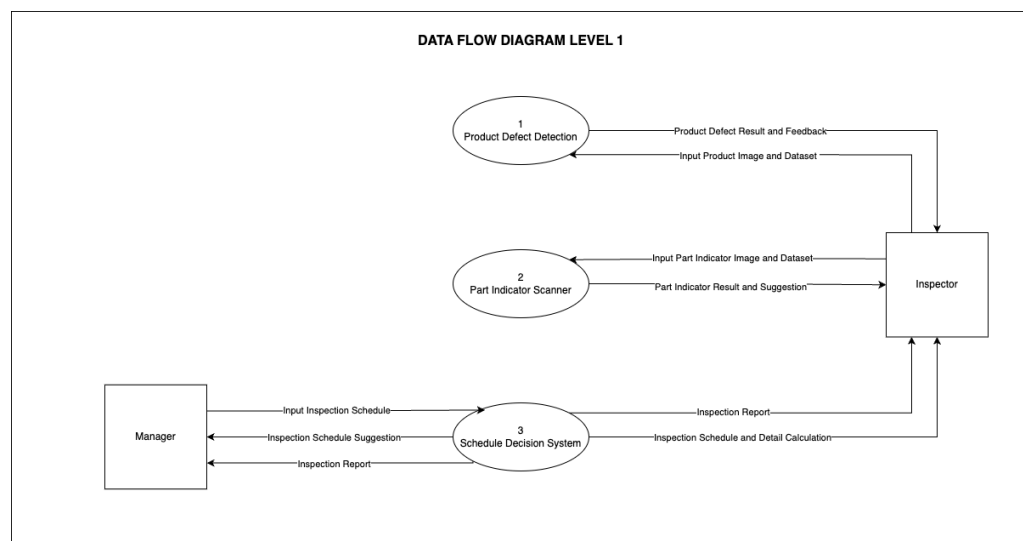 DATA FLOW DIAGRAM LEVEL 1
1
Product Defect Detection
Product Defect Result and Feedback
Input Product Image and Dataset
2
Part Indicator Scanner
Input Part Indicator Image and Dataset
Part Indicator Result and Suggestion
Inspector
Manager
Input Inspection Schedule
Inspection Schedule Suggestion
Inspection Report
3
Schedule Decision System
Inspection Report
Inspection Schedule and Detail Calculation